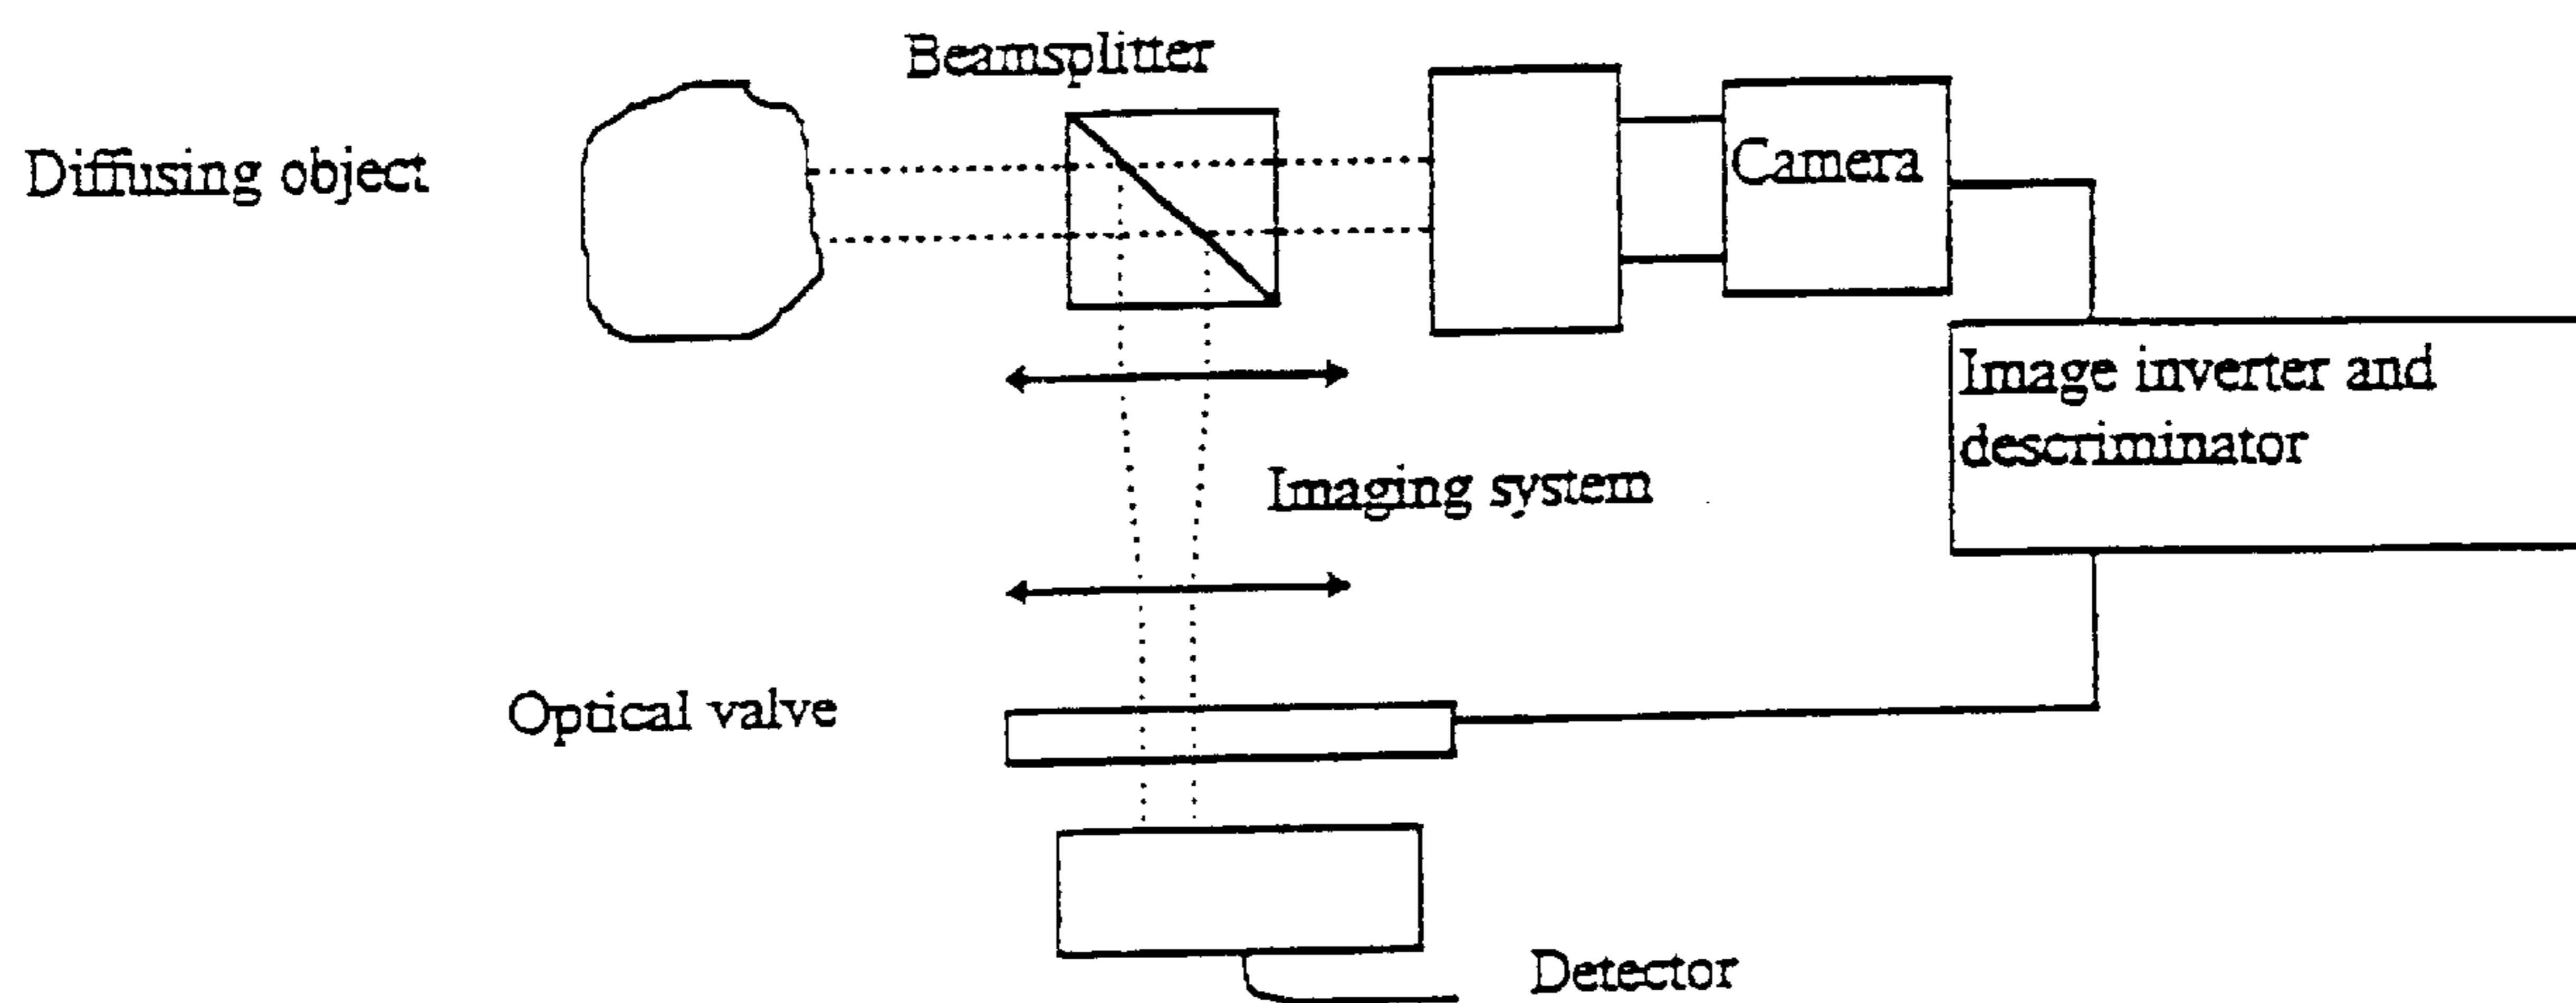 Beamsplitter
Diffusing object
Camera
Image inverter and
descriminator
Imaging system
Optical valve
Detector